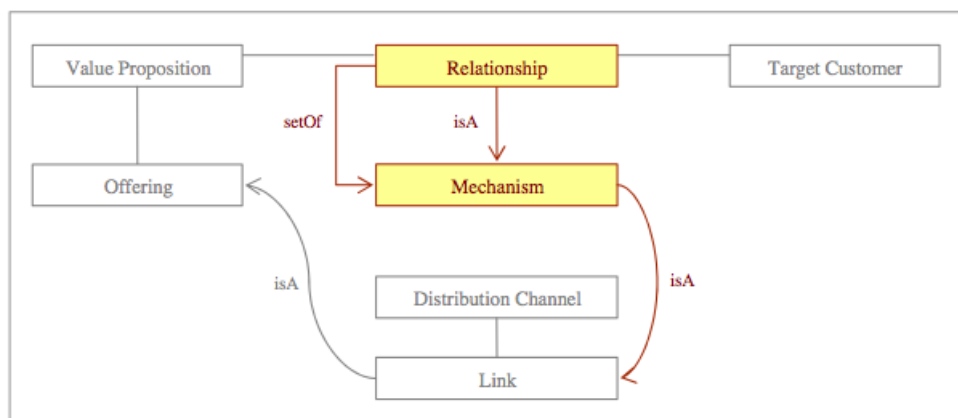 Value Proposition
Relationship
Target Customer
setOf
isA
Offering
Mechanism
isA
isA
Distribution Channel
Link